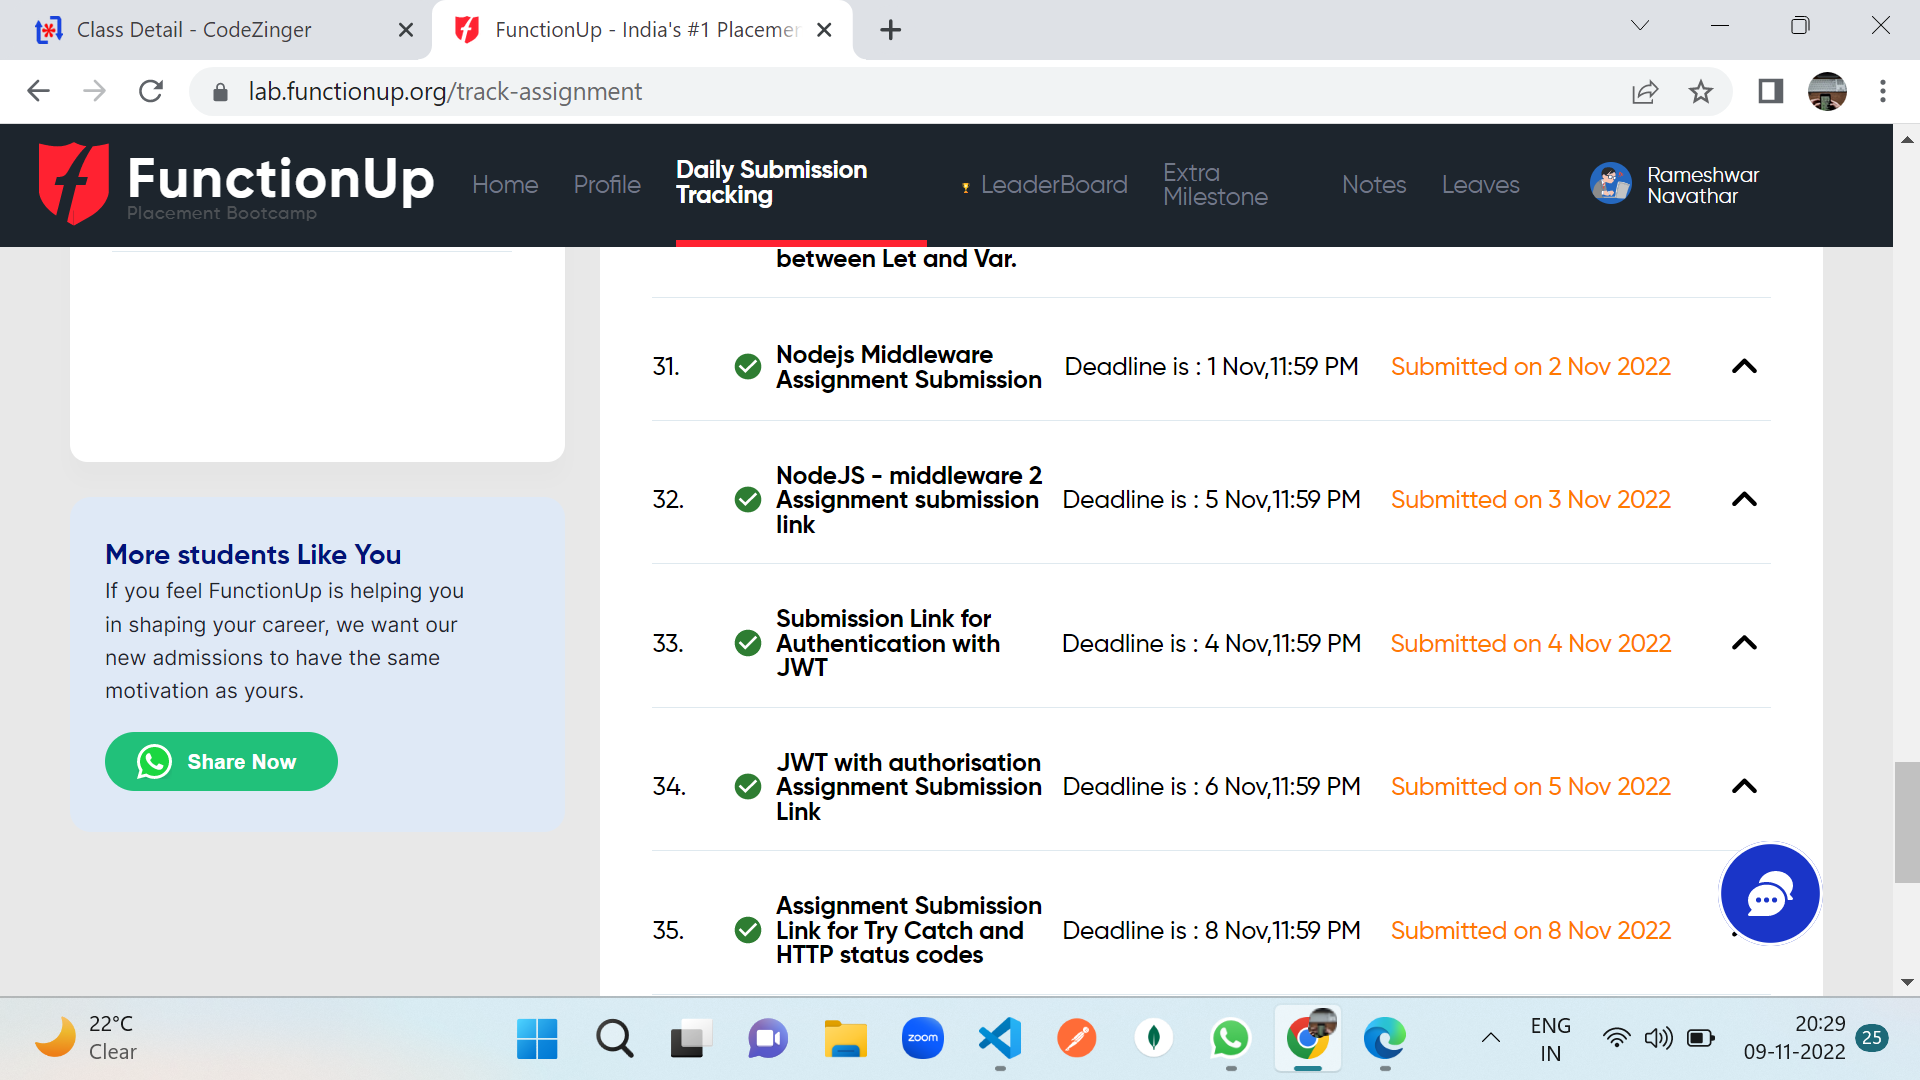 Class Detail - CodeZinger
FunctionUp - India's #1 Placemen
lab.functionup.org/track-assignment
FunctionUp
Placement Bootcamp
Home
Profile
Daily Submission
Tracking
LeaderBoard
Extra
Milestone
Notes
Leaves
Rameshwar
Navathar
between Let and Var.
31.
Nodejs Middleware
Assignment Submission
Deadline is : 1 Nov,11:59 PM
Submitted on 2 Nov 2022
32.
NodeJS - middleware 2
Assignment submission
link
Deadline is : 5 Nov,11:59 PM
Submitted on 3 Nov 2022
33.
Submission Link for
Authentication with
JWT
Deadline is : 4 Nov,11:59 PM
Submitted on 4 Nov 2022
34.
JWT with authorisation
Assignment Submission
Link
Deadline is : 6 Nov,11:59 PM
Submitted on 5 Nov 2022
35.
Assignment Submission
Link for Try Catch and
HTTP status codes
Deadline is : 8 Nov,11:59 PM
Submitted on 8 Nov 2022
More students Like You
If you feel FunctionUp is helping you
in shaping your career, we want our
new admissions to have the same
motivation as yours.
Share Now
22°C
Clear
zoom
ENG
IN
20:29
09-11-2022
25